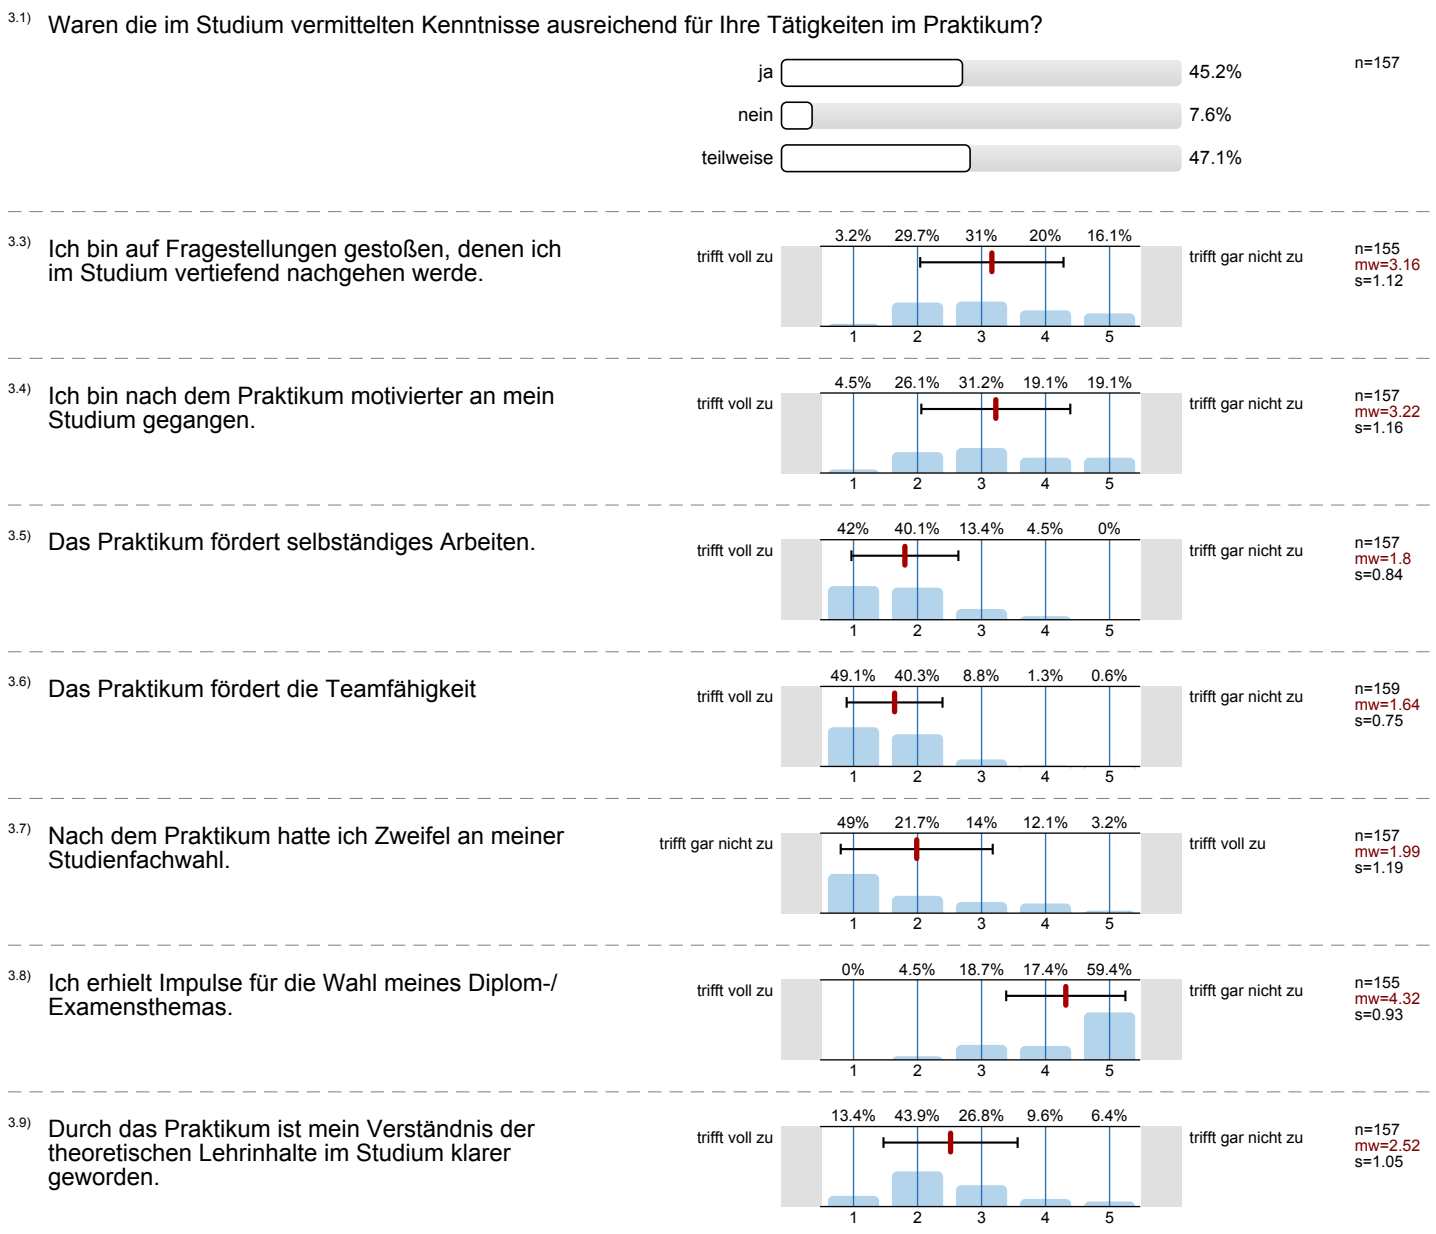 3.1) Waren die im Studium vermittelten Kenntnisse ausreichend für Ihre Tätigkeiten im Praktikum?
ja 45.2% n=157
nein 7.6%
teilweise 47.1%
3.3) Ich bin auf Fragestellungen gestoßen, denen ich
im Studium vertiefend nachgehen werde.
3.2% 29.7% 31% 20% 16.1%
trifft voll zu trifft gar nicht zu
1 2 3 4 5
n=155
mw=3.16
s=1.12
3.4) Ich bin nach dem Praktikum motivierter an mein
Studium gegangen.
4.5% 26.1% 31.2% 19.1% 19.1%
trifft voll zu trifft gar nicht zu
1 2 3 4 5
n=157
mw=3.22
s=1.16
3.5) Das Praktikum fördert selbständiges Arbeiten.
42% 40.1% 13.4% 4.5% 0%
trifft voll zu trifft gar nicht zu
1 2 3 4 5
n=157
mw=1.8
s=0.84
3.6) Das Praktikum fördert die Teamfähigkeit
49.1% 40.3% 8.8% 1.3% 0.6%
trifft voll zu trifft gar nicht zu
1 2 3 4 5
n=159
mw=1.64
s=0.75
3.7) Nach dem Praktikum hatte ich Zweifel an meiner
Studienfachwahl.
49% 21.7% 14% 12.1% 3.2%
trifft gar nicht zu trifft voll zu
1 2 3 4 5
n=157
mw=1.99
s=1.19
3.8) Ich erhielt Impulse für die Wahl meines Diplom-/
Examensthemas.
0% 4.5% 18.7% 17.4% 59.4%
trifft voll zu trifft gar nicht zu
1 2 3 4 5
n=155
mw=4.32
s=0.93
3.9) Durch das Praktikum ist mein Verständnis der
theoretischen Lehrinhalte im Studium klarer
geworden.
13.4% 43.9% 26.8% 9.6% 6.4%
trifft voll zu trifft gar nicht zu
1 2 3 4 5
n=157
mw=2.52
s=1.05